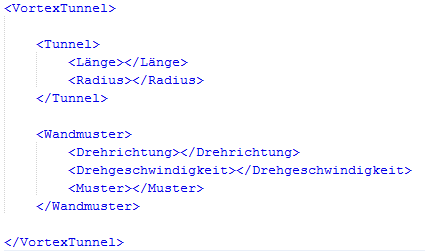 <VortexTunnel>
<Tunnel>
<Länge></Länge>
<Radius></Radius>
</Tunnel>
<Wandmuster>
<Drehrichtung></Drehrichtung>
<Drehgeschwindigkeit></Drehgeschwindigkeit>
<Muster></Muster>
</Wandmuster>
</VortexTunnel>